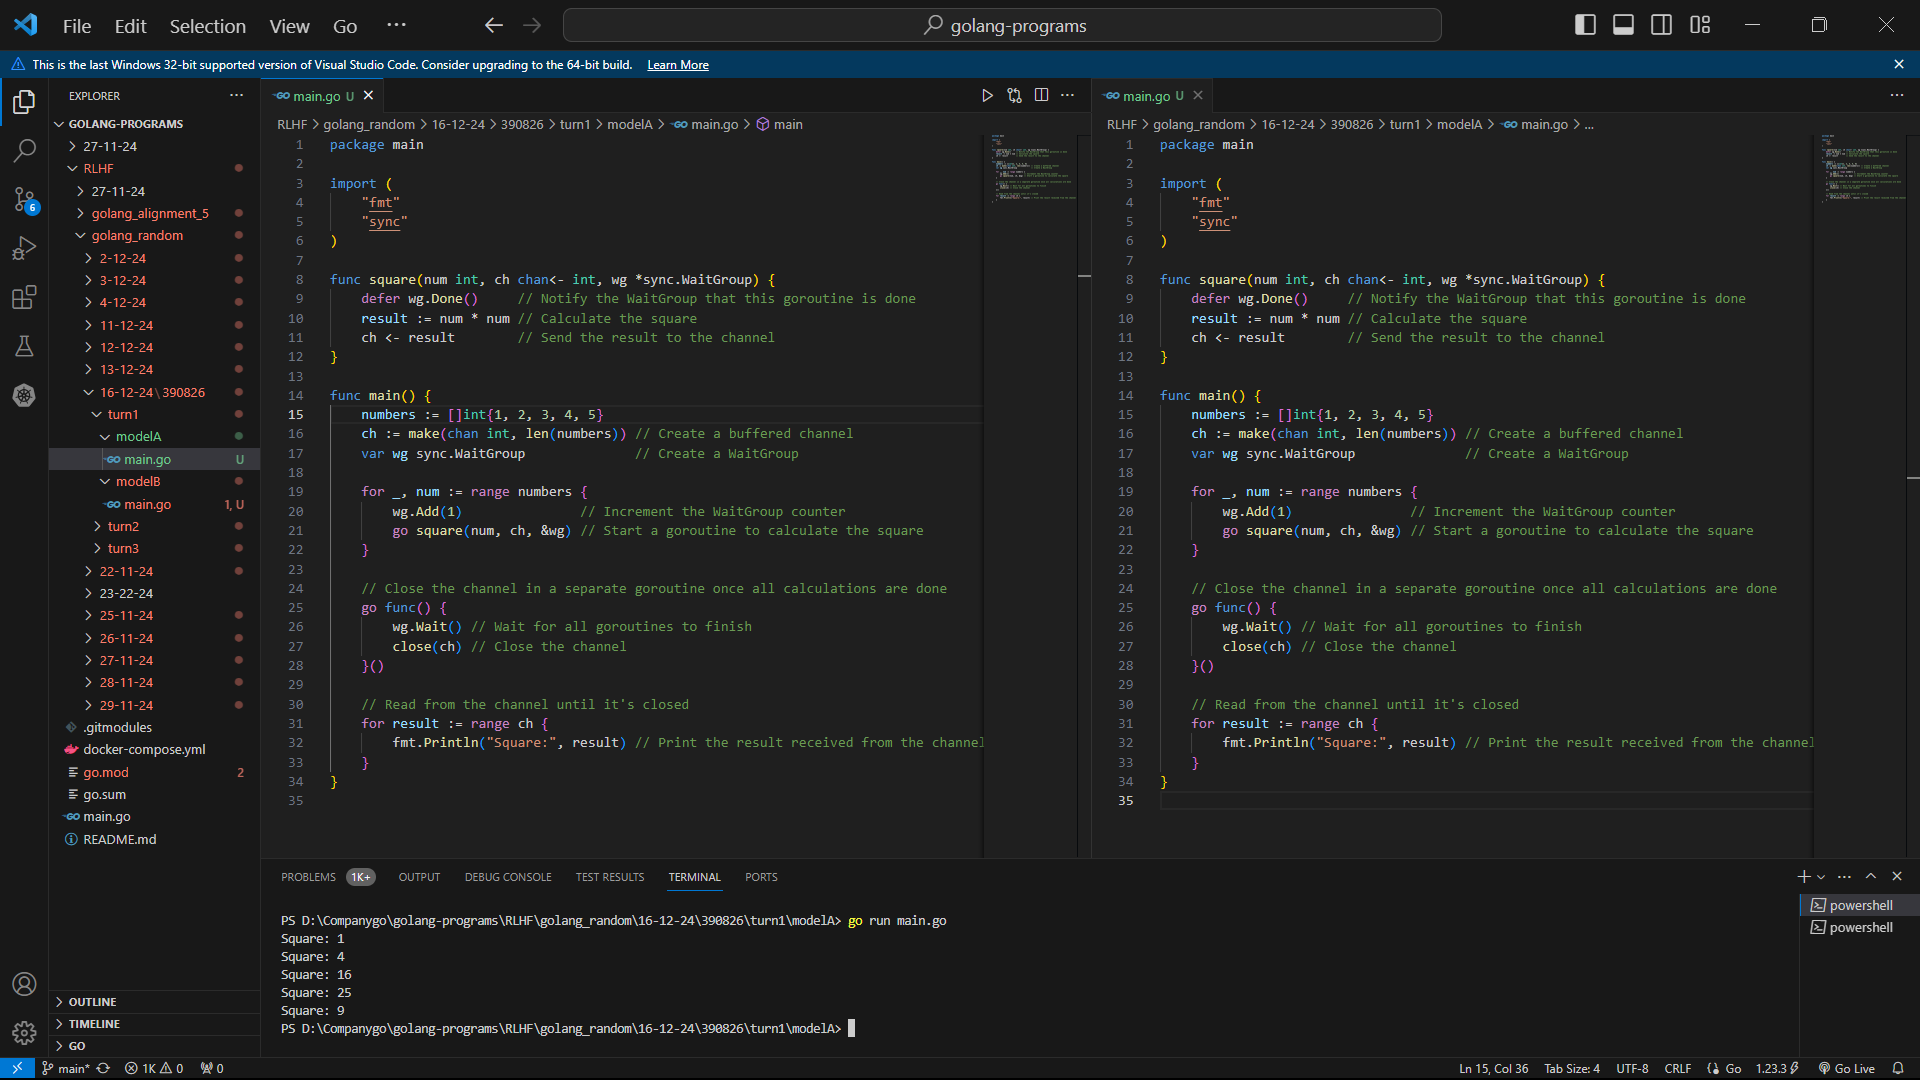 File Edit Selection View Go ···
golang-programs
This is the last Windows 32-bit supported version of Visual Studio Code. Consider upgrading to the 64-bit build. Learn More
EXPLORER
GOLANG-PROGRAMS
27-11-24
RLHF
27-11-24
golang_alignment_5
golang_random
2-12-24
3-12-24
4-12-24
11-12-24
12-12-24
13-12-24
16-12-24\390826
turn1
modelA
main.go U
modelB
main.go 1, U
turn2
turn3
22-11-24
23-22-24
25-11-24
26-11-24
27-11-24
28-11-24
29-11-24
.gitmodules
docker-compose.yml
go.mod 2
go.sum
main.go
README.md
OUTLINE
TIMELINE
GO
6
main.go U
RLHF > golang_random > 16-12-24 > 390826 > turn1 > modelA > main.go > main
1 package main
2
3 import (
4 "fmt"
5 "sync"
6 )
7
8 func square(num int, ch chan<- int, wg *sync.WaitGroup) {
9 defer wg.Done() // Notify the WaitGroup that this goroutine is done
10 result := num * num // Calculate the square
11 ch <- result // Send the result to the channel
12 }
13
14 func main() {
15 numbers := []int{1, 2, 3, 4, 5}
16 ch := make(chan int, len(numbers)) // Create a buffered channel
17 var wg sync.WaitGroup // Create a WaitGroup
18
19 for _, num := range numbers {
20 wg.Add(1) // Increment the WaitGroup counter
21 go square(num, ch, &wg) // Start a goroutine to calculate the square
22 }
23
24 // Close the channel in a separate goroutine once all calculations are done
25 go func() {
26 wg.Wait() // Wait for all goroutines to finish
27 close(ch) // Close the channel
28 }()
29
30 // Read from the channel until it's closed
31 for result := range ch {
32 fmt.Println("Square:", result) // Print the result received from the channel
33 }
34 }
35
main.go U
RLHF > golang_random > 16-12-24 > 390826 > turn1 > modelA > main.go > ...
1 package main
2
3 import (
4 "fmt"
5 "sync"
6 )
7
8 func square(num int, ch chan<- int, wg *sync.WaitGroup) {
9 defer wg.Done() // Notify the WaitGroup that this goroutine is done
10 result := num * num // Calculate the square
11 ch <- result // Send the result to the channel
12 }
13
14 func main() {
15 numbers := []int{1, 2, 3, 4, 5}
16 ch := make(chan int, len(numbers)) // Create a buffered channel
17 var wg sync.WaitGroup // Create a WaitGroup
18
19 for _, num := range numbers {
20 wg.Add(1) // Increment the WaitGroup counter
21 go square(num, ch, &wg) // Start a goroutine to calculate the square
22 }
23
24 // Close the channel in a separate goroutine once all calculations are done
25 go func() {
26 wg.Wait() // Wait for all goroutines to finish
27 close(ch) // Close the channel
28 }()
29
30 // Read from the channel until it's closed
31 for result := range ch {
32 fmt.Println("Square:", result) // Print the result received from the channel
33 }
34 }
35
PROBLEMS 1K+ OUTPUT DEBUG CONSOLE TEST RESULTS TERMINAL PORTS
PS D:\Companygo\golang-programs\RLHF\golang_random\16-12-24\390826\turn1\modelA> go run main.go
Square: 1
Square: 4
Square: 16
Square: 25
Square: 9
PS D:\Companygo\golang-programs\RLHF\golang_random\16-12-24\390826\turn1\modelA>
powershell
powershell
main* 1K 0 0 Ln 15, Col 36 Tab Size: 4 UTF-8 CRLF Go 1.23.3 Go Live